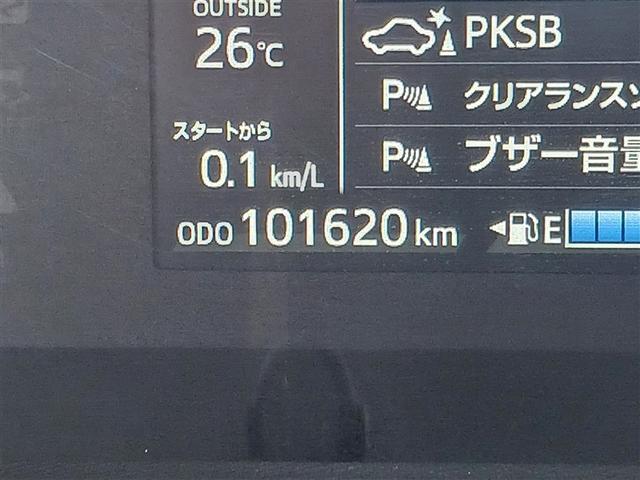 OUTSIDE
26℃
スタートから
0.1 km/L
ODO 101620 km
PKSB
クリアランスソ
ブザー音量
E